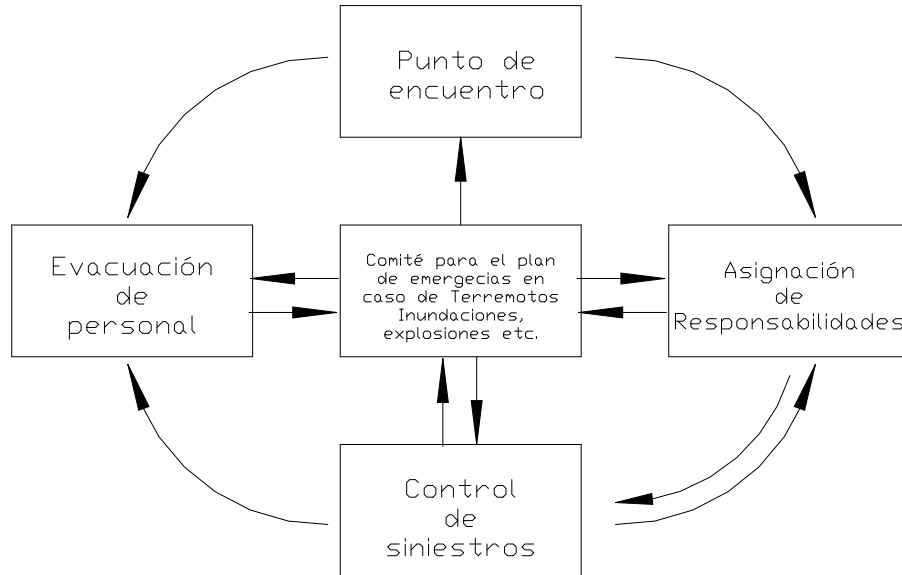 Punto de
encuentro
Evacuación
de
personal
Comité para el plan
de emergecias en
caso de Terremotos
Inundaciones,
explosiones etc.
Asignación
de
Responsabilidades
Control
de
siniestros